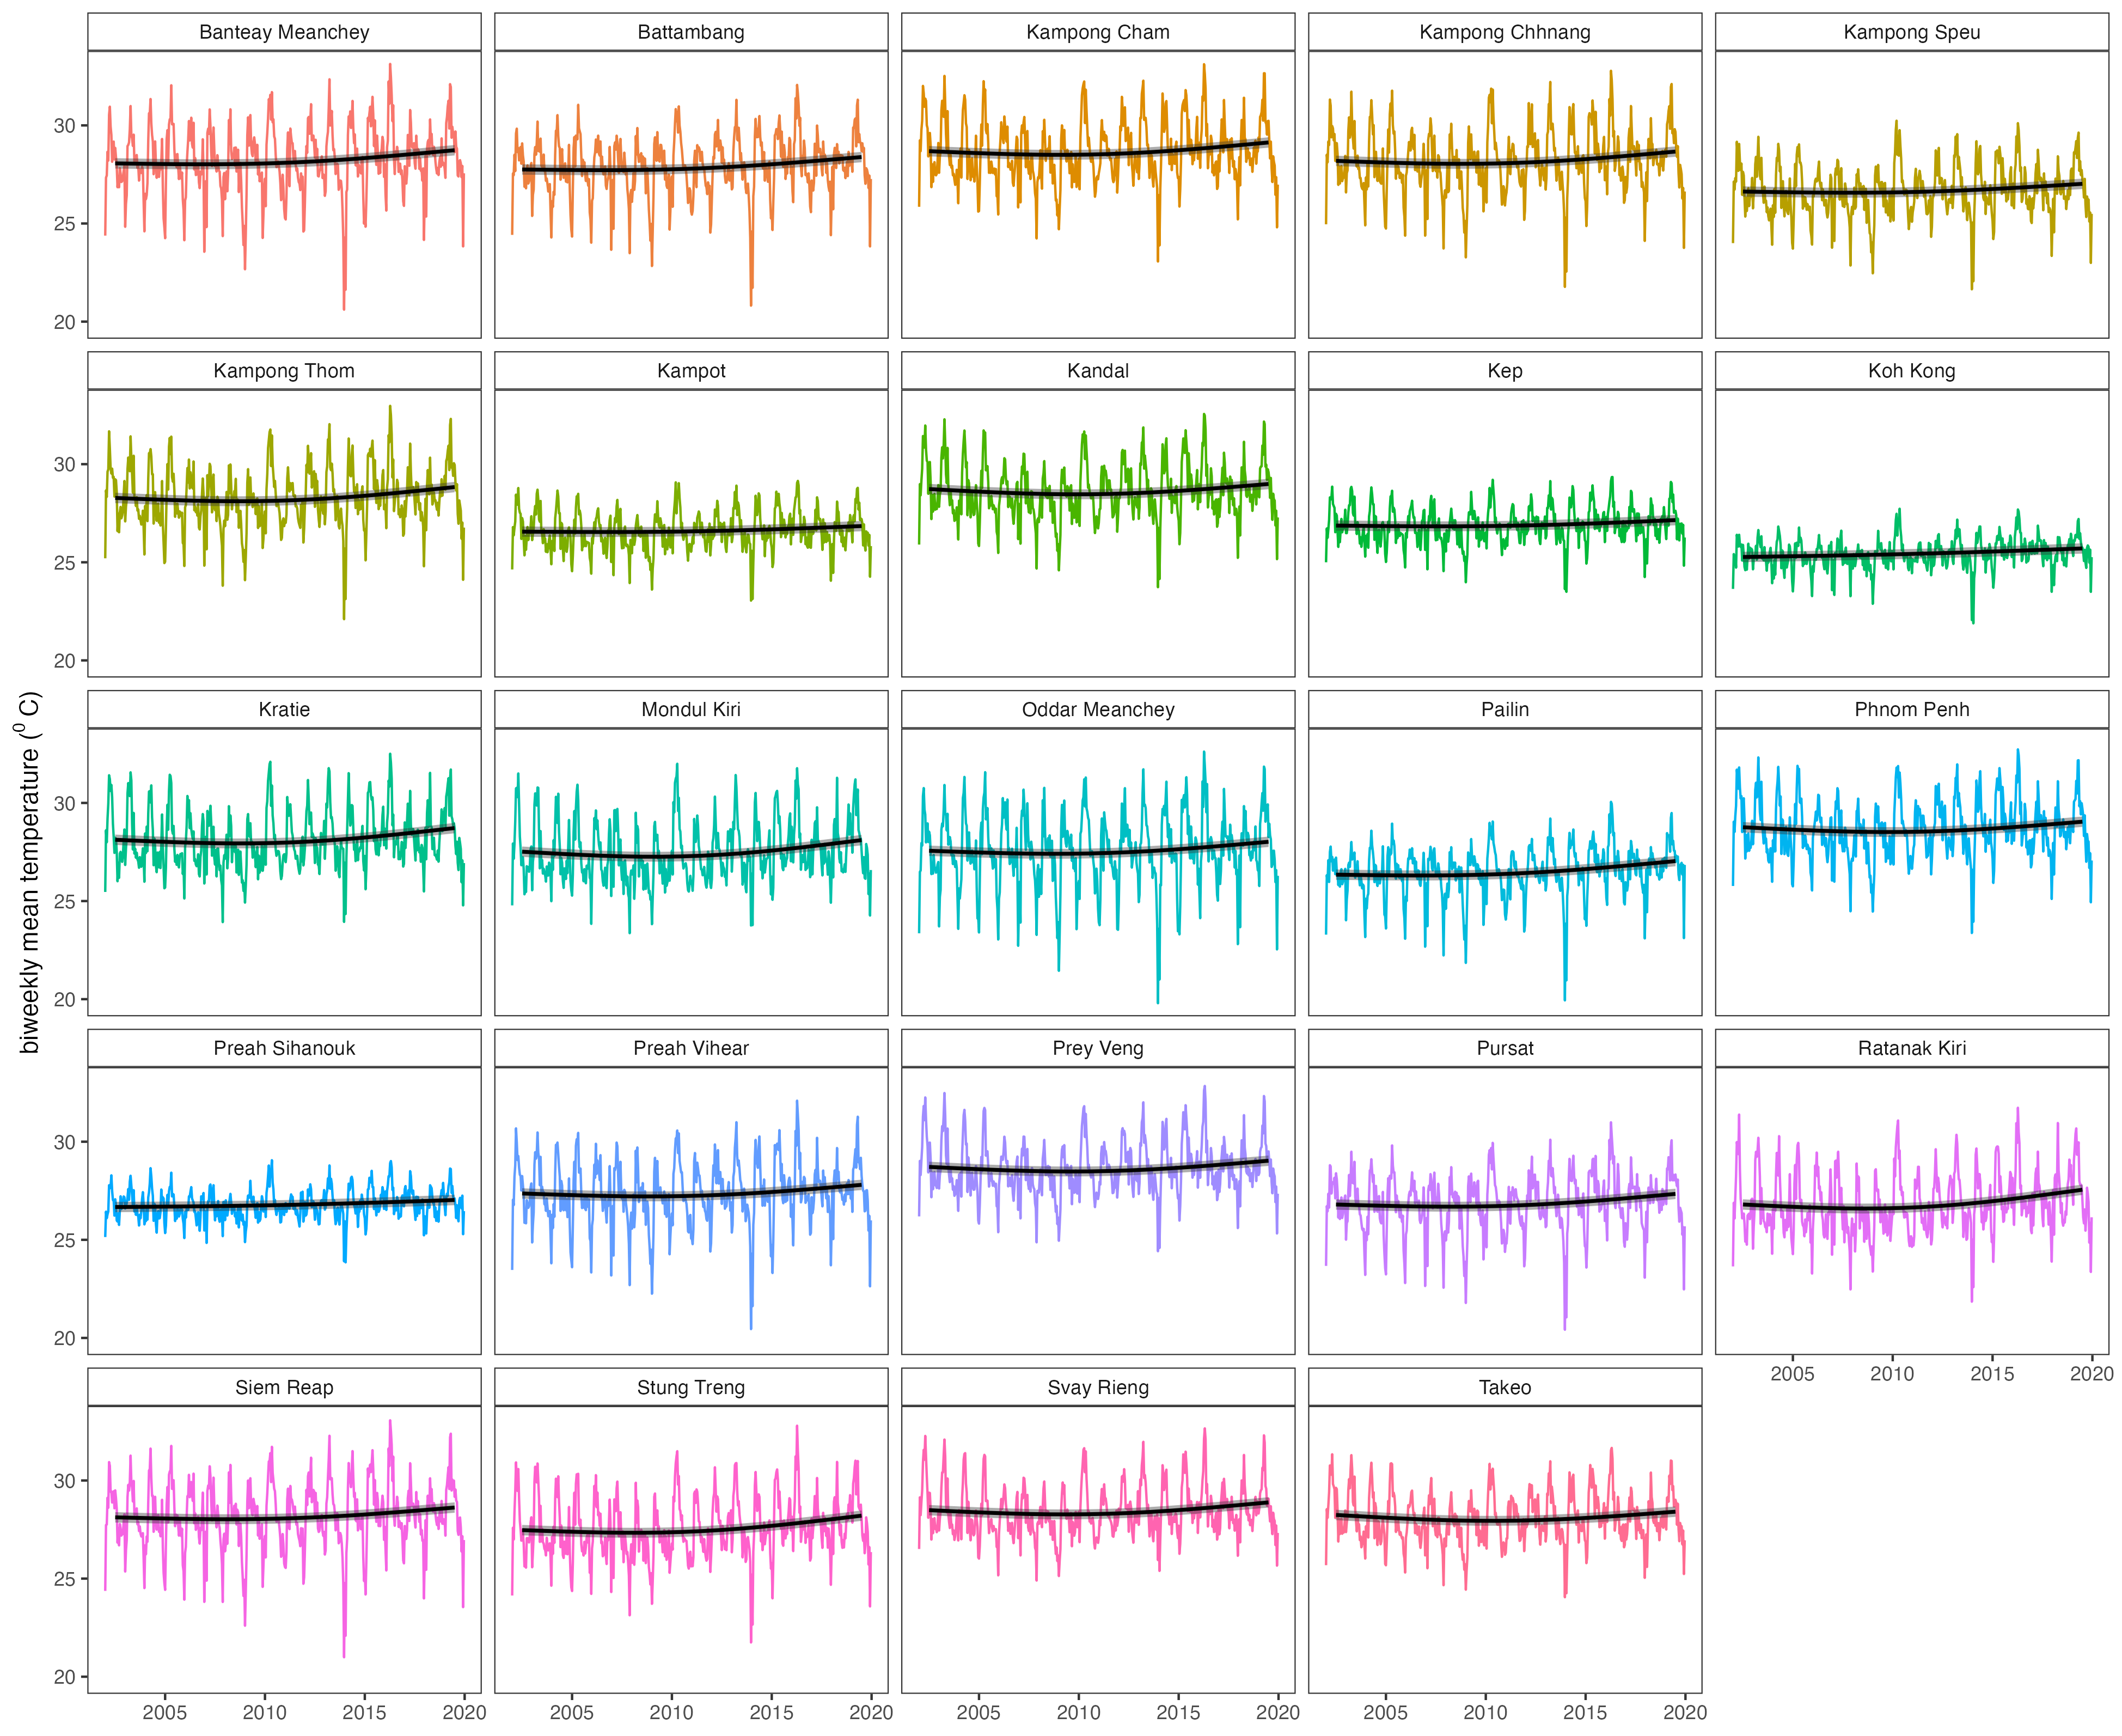 Banteay Meanchey
Battambang
Kampong Cham
Kampong Chhnang
Kampong Speu
30
25
20
Kampong Thom
Kampot
Kandal
Kep
Koh Kong
30
25
20
biweekly mean temperature (⁰ C)
Kratie
Mondul Kiri
Oddar Meanchey
Pailin
Phnom Penh
30
25
20
Preah Sihanouk
Preah Vihear
Prey Veng
Pursat
Ratanak Kiri
30
25
20
2005 2010 2015 2020
Siem Reap
Stung Treng
Svay Rieng
Takeo
30
25
20
2005 2010 2015 2020
2005 2010 2015 2020
2005 2010 2015 2020
2005 2010 2015 2020